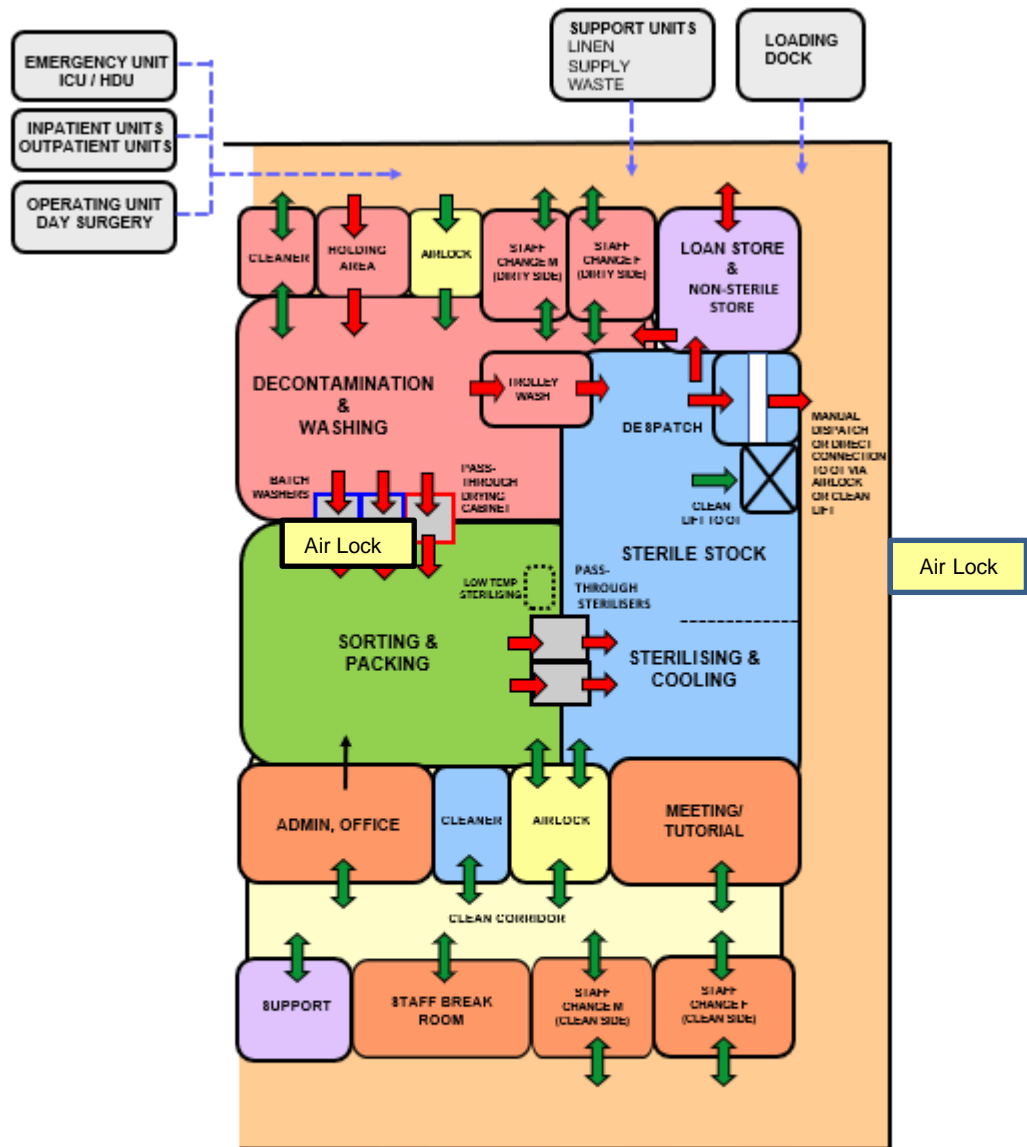 EMERGENCY UNIT
ICU / HDU
INPATIENT UNITS
OUTPATIENT UNITS
OPERATING UNIT
DAY SURGERY
SUPPORT UNITS
LINEN
SUPPLY
WASTE
LOADING
DOCK
CLEANER
HOLDING
AREA
AIRLOCK
STAFF
CHANGE M
(DIRTY SIDE)
STAFF
CHANGE F
(DIRTY SIDE)
LOAN STORE
&
NON-STERILE
STORE
DECONTAMINATION
&
WASHING
TROLLEY
WASH
DESPATCH
MANUAL
DISPATCH
OR DIRECT
CONNECTION
TO OT VIA
AIRLOCK
OR CLEAN
LIFT
BATCH
WASHERS
PASS-
THROUGH
DRYING
CABINET
CLEAN
LIFT TO OT
Air Lock
STERILE STOCK
Air Lock
LOW TEMP
STERILISING
PASS-
THROUGH
STERILISERS
SORTING &
PACKING
STERILISING &
COOLING
ADMIN, OFFICE
CLEANER
AIRLOCK
MEETING/
TUTORIAL
CLEAN CORRIDOR
SUPPORT
STAFF BREAK
ROOM
STAFF
CHANGE M
(CLEAN SIDE)
STAFF
CHANGE F
(CLEAN SIDE)